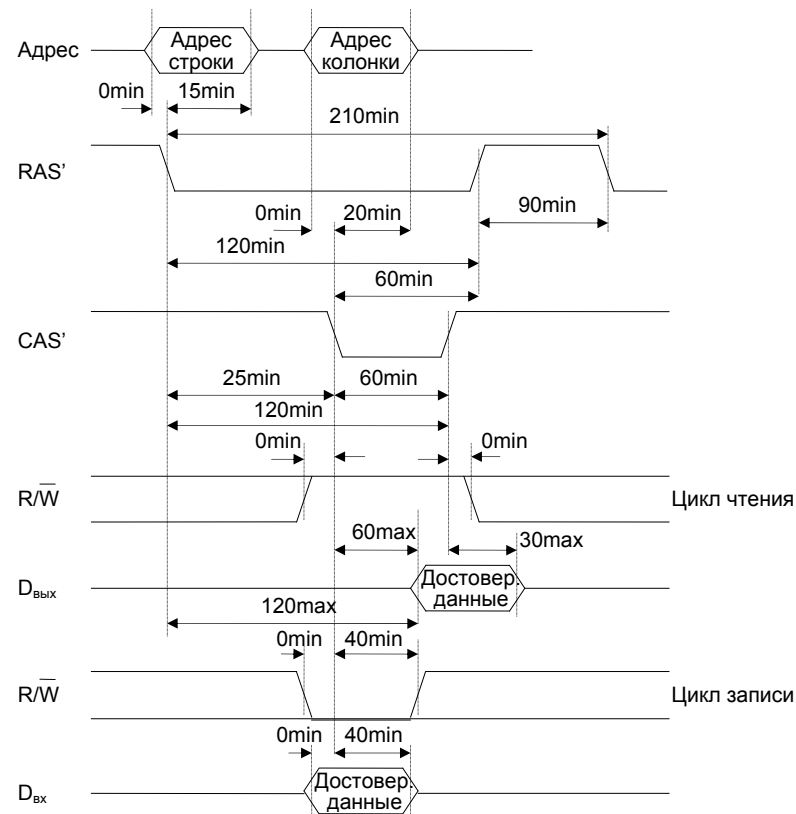 Адрес
Адрес
строки
Адрес
колонки
0min
15min
210min
RAS’
0min
20min
90min
120min
60min
CAS’
25min
60min
120min
0min
0min
R/W̅
Цикл чтения
60max
30max
Dвых
Достовер.
данные
120max
0min
40min
R/W̅
Цикл записи
0min
40min
Dвх
Достовер.
данные